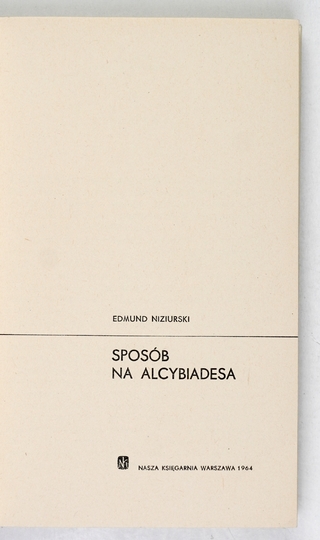 EDMUND NIZIURSKI
SPOSÓB
NA ALCYBIADESA
NASZA KSIĘGARNIA WARSZAWA 1964